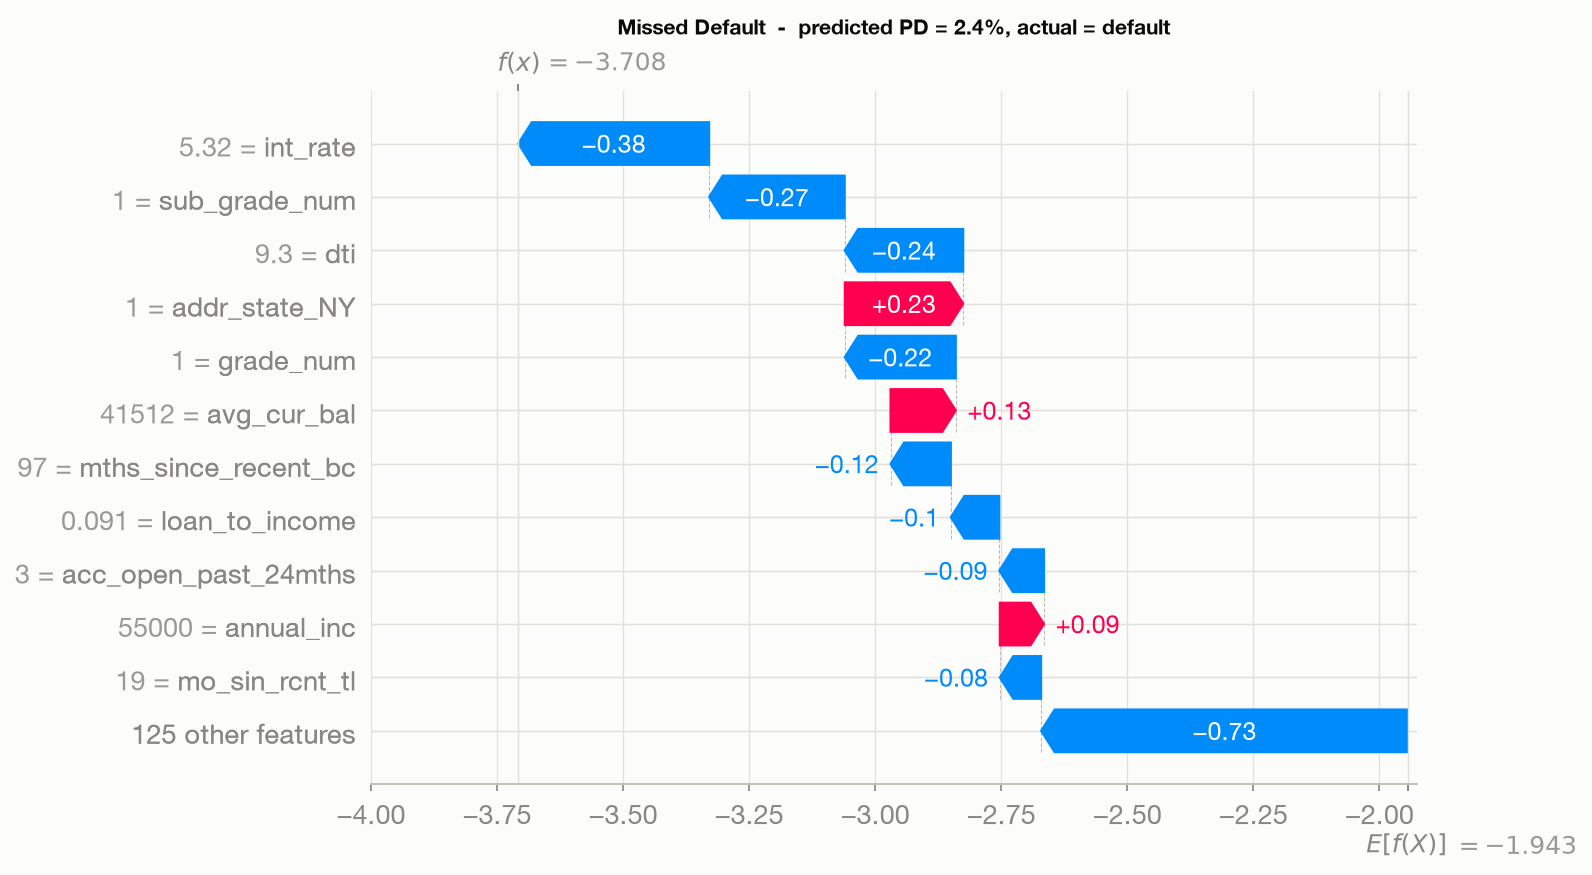 Missed Default - predicted PD = 2.4%, actual = default
f(x) = −3.708
5.32 = int_rate −0.38
1 = sub_grade_num −0.27
9.3 = dti −0.24
1 = addr_state_NY +0.23
1 = grade_num −0.22
41512 = avg_cur_bal +0.13
97 = mths_since_recent_bc −0.12
0.091 = loan_to_income −0.1
3 = acc_open_past_24mths −0.09
55000 = annual_inc +0.09
19 = mo_sin_rcnt_tl −0.08
125 other features −0.73
−4.00 −3.75 −3.50 −3.25 −3.00 −2.75 −2.50 −2.25 −2.00
E[f(X)] = −1.943